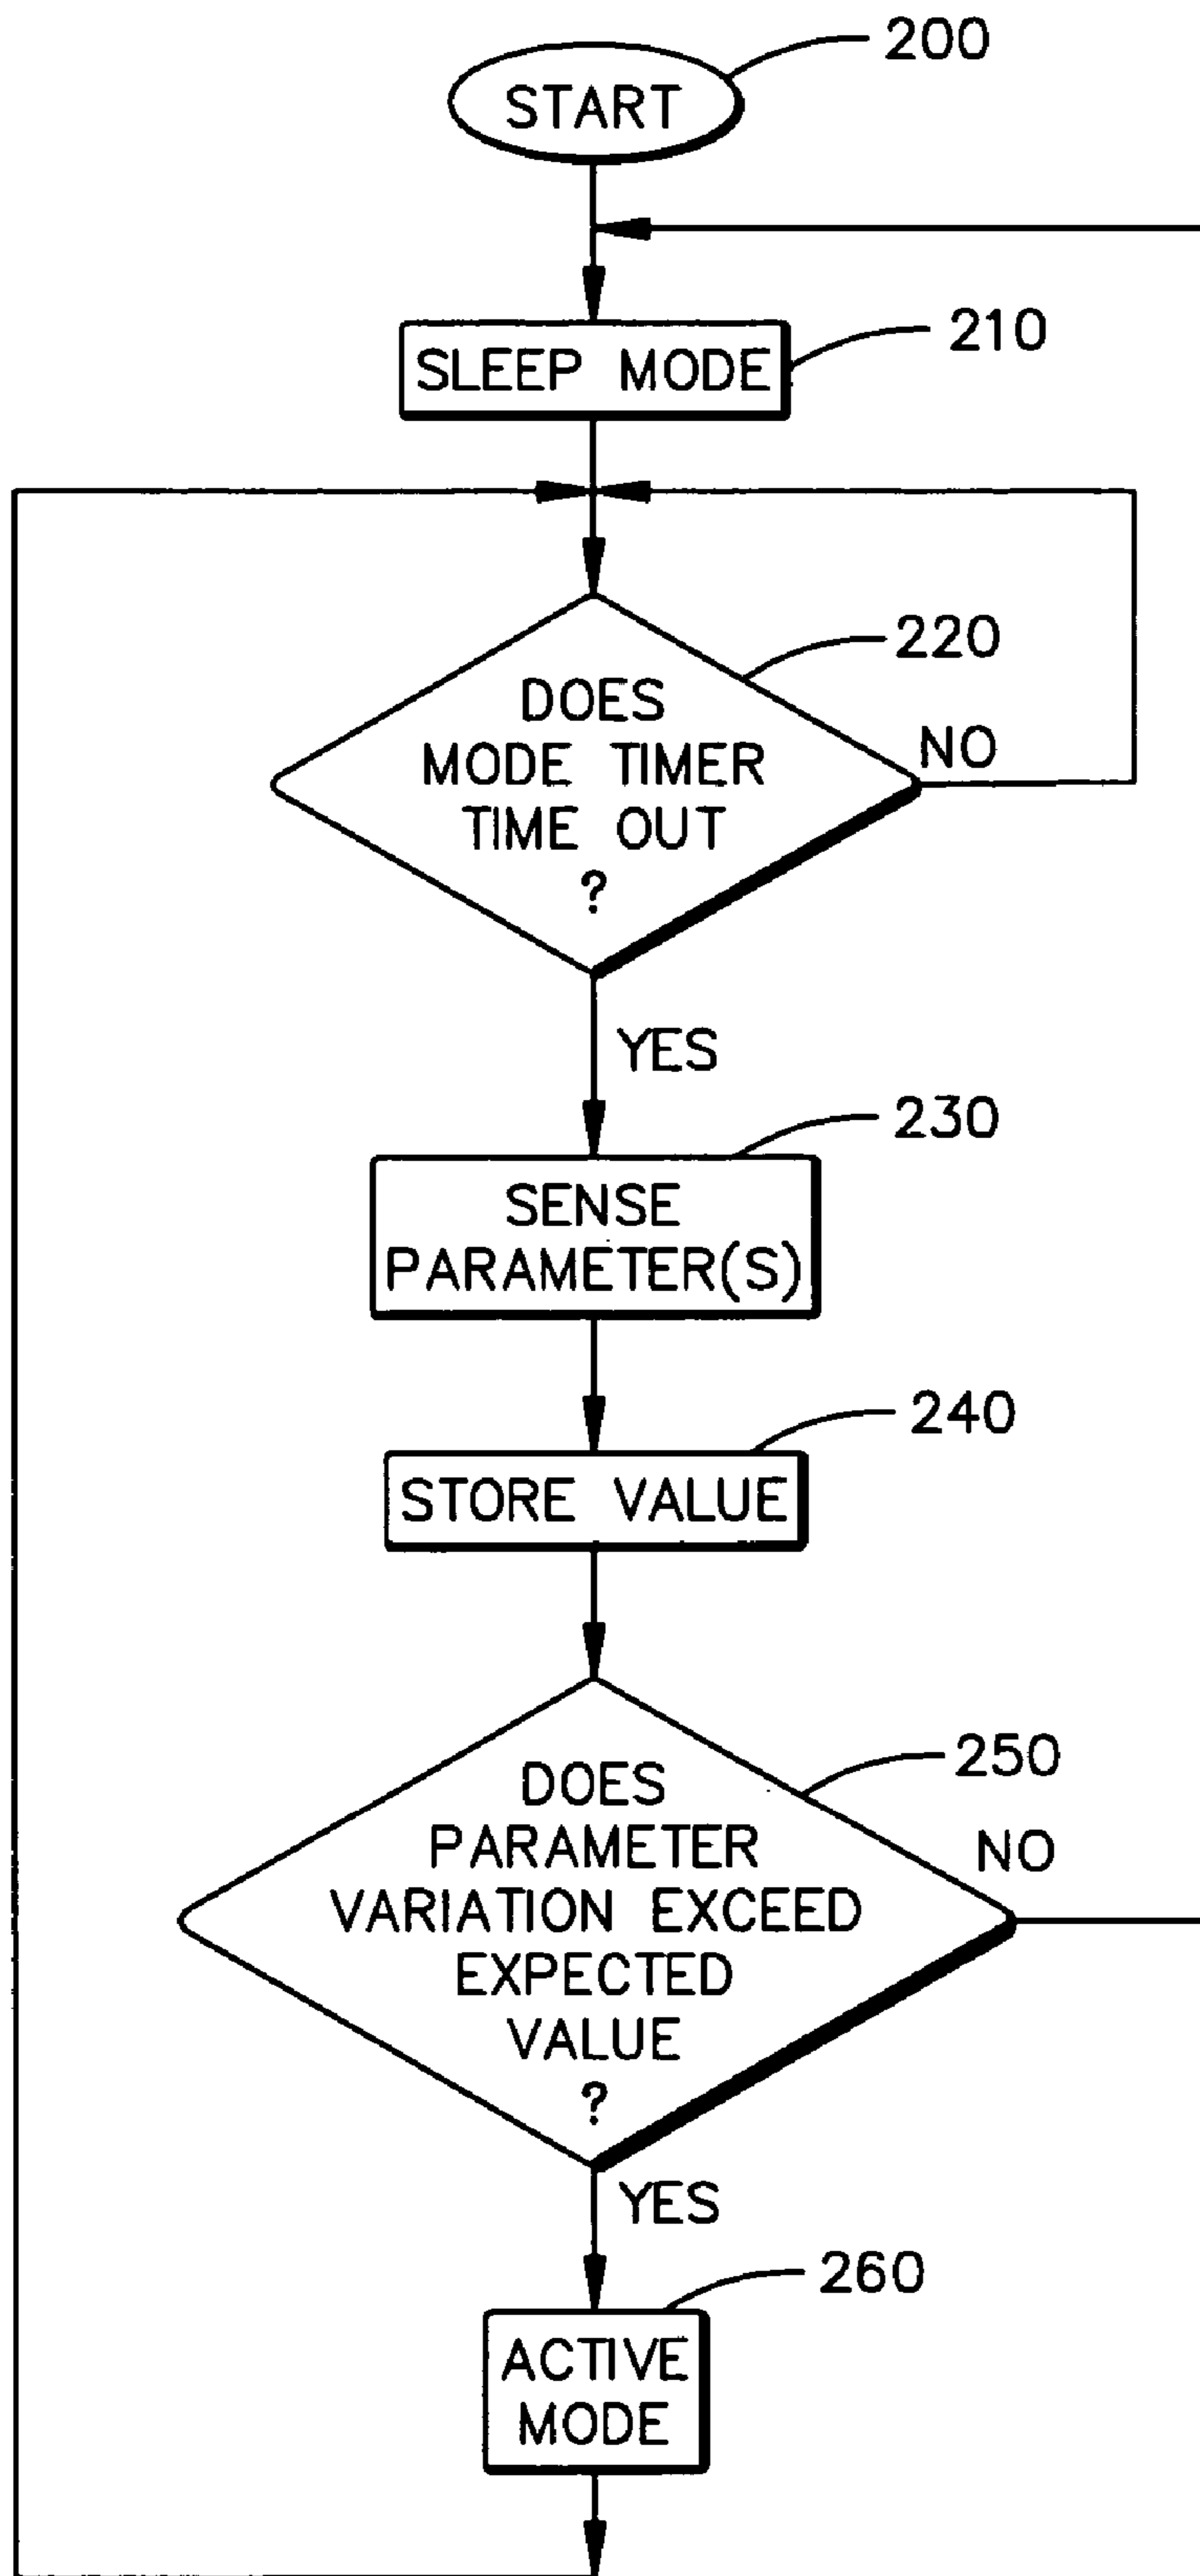 200
START
210
SLEEP MODE
220
DOES
MODE TIMER
TIME OUT
?
NO
YES
230
SENSE
PARAMETER(S)
240
STORE VALUE
250
DOES
PARAMETER
VARIATION EXCEED
EXPECTED
VALUE
?
NO
YES
260
ACTIVE
MODE